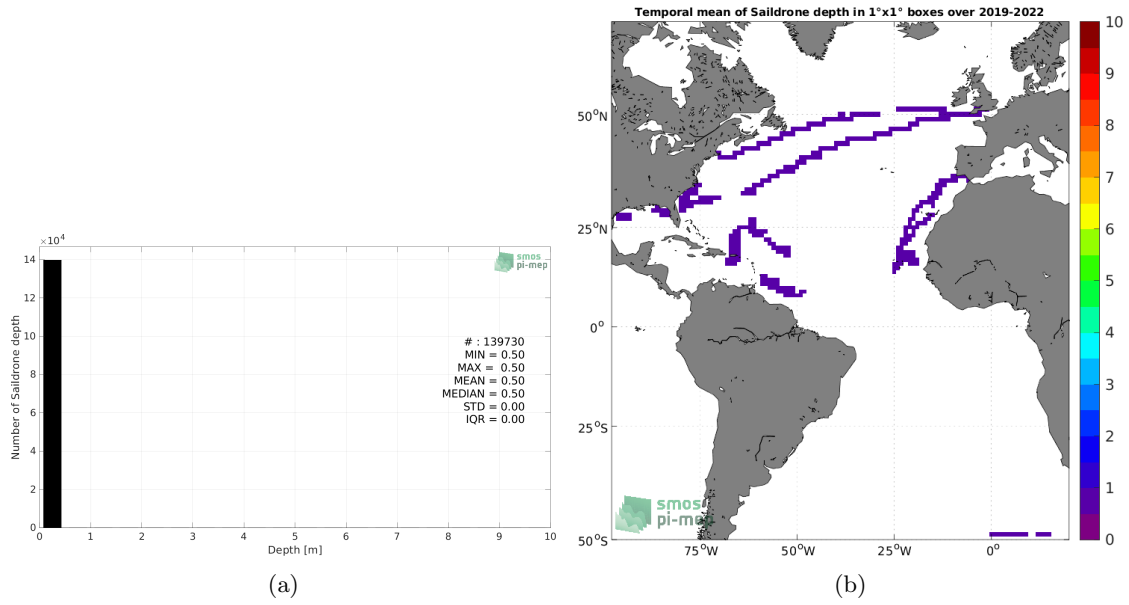 ×10⁴
14
12
10
8
6
4
2
0
Number of Saildrone depth
smos
pi-mep
# : 139730
MIN = 0.50
MAX = 0.50
MEAN = 0.50
MEDIAN = 0.50
STD = 0.00
IQR = 0.00
0 1 2 3 4 5 6 7 8 9 10
Depth [m]
(a)
Temporal mean of Saildrone depth in 1°x1° boxes over 2019-2022
50°N
25°N
0°
25°S
50°S
smos
pi-mep
75°W 50°W 25°W 0°
10
9
8
7
6
5
4
3
2
1
0
(b)